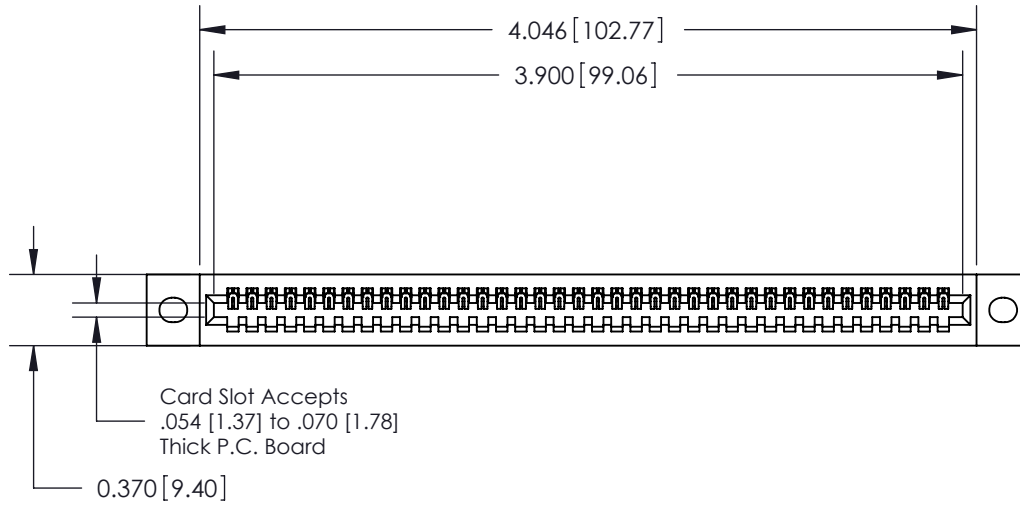 4.046 [102.77]
3.900 [99.06]
Card Slot Accepts
.054 [1.37] to .070 [1.78]
Thick P.C. Board
0.370 [9.40]